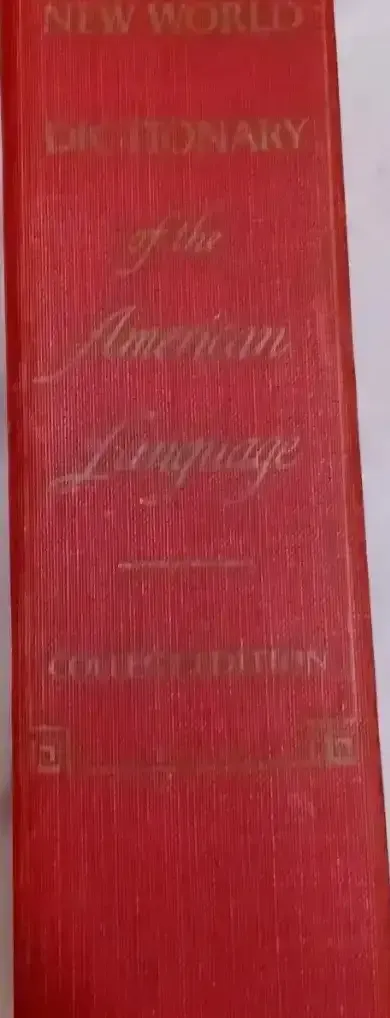 NEW WORLD
DICTIONARY
of the
American
Language
COLLEGE EDITION